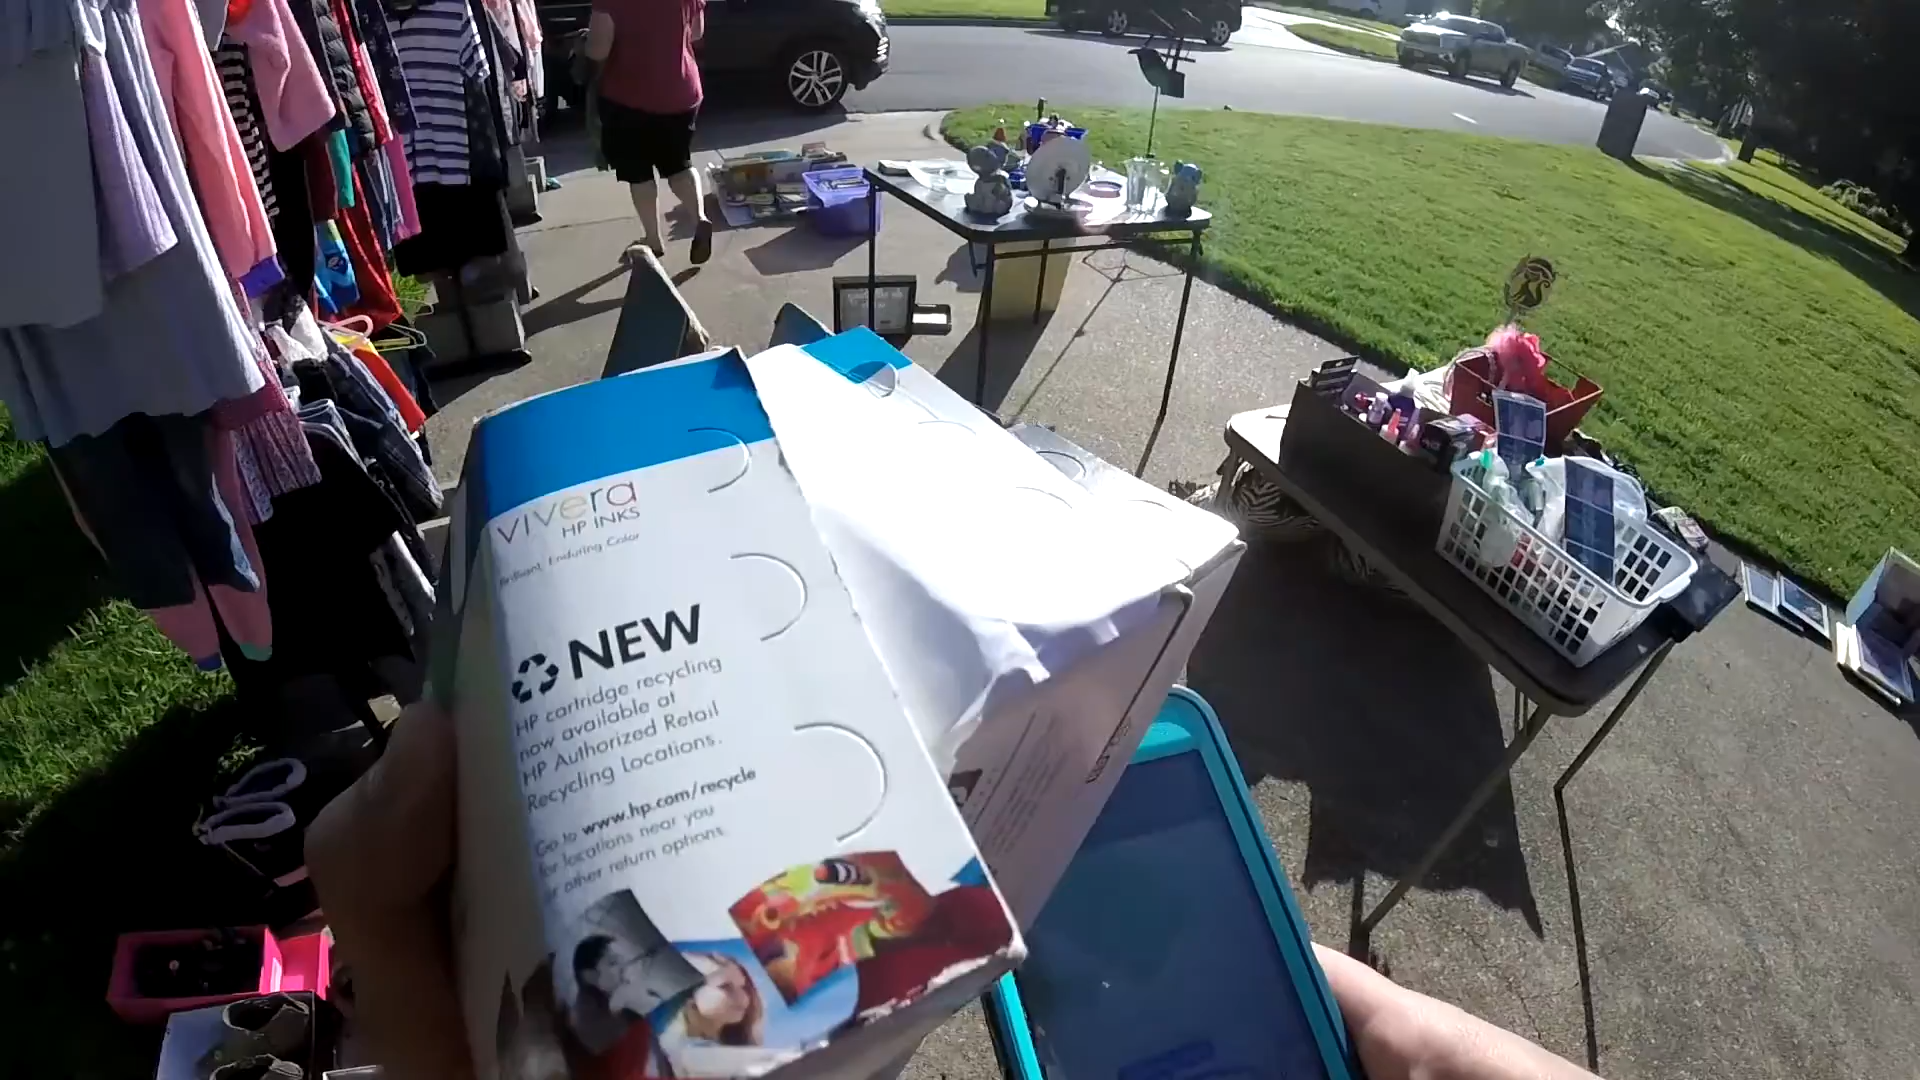 vivera
HP INKS
Brilliant, Enduring Color
NEW
HP cartridge recycling
now available at
HP Authorized Retail
Recycling Locations.
Go to www.hp.com/recycle
for locations near you
or other return options.